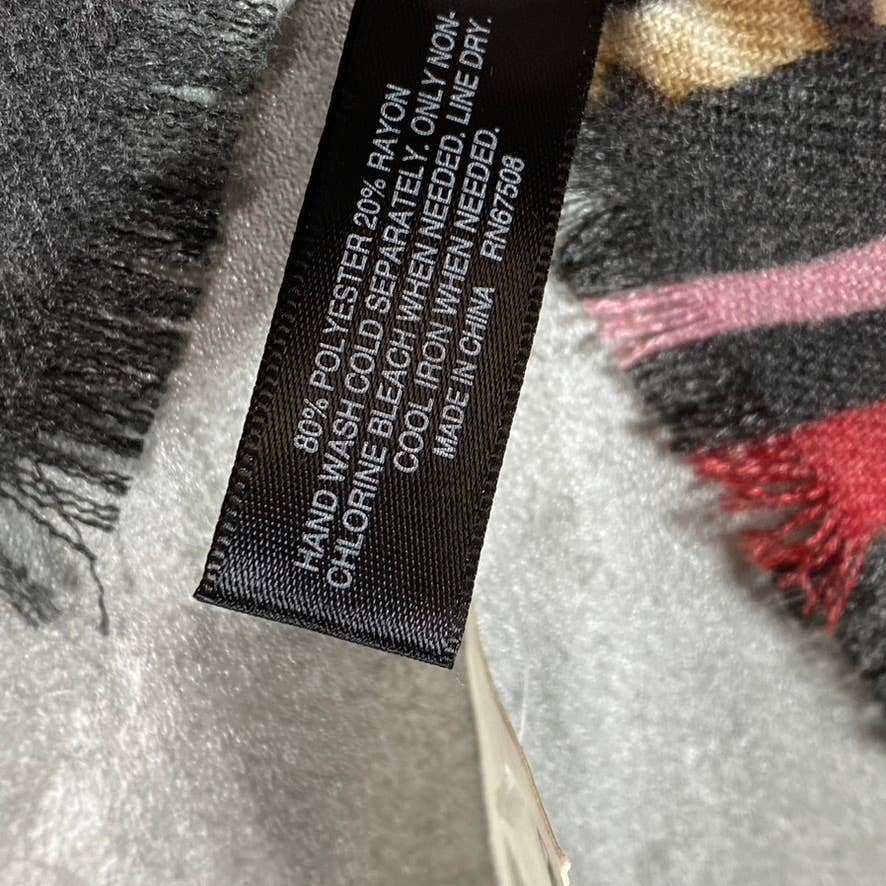 80% POLYESTER 20% RAYON
HAND WASH COLD SEPARATELY. ONLY NON-
CHLORINE BLEACH WHEN NEEDED. LINE DRY.
COOL IRON WHEN NEEDED.
MADE IN CHINA RN67508